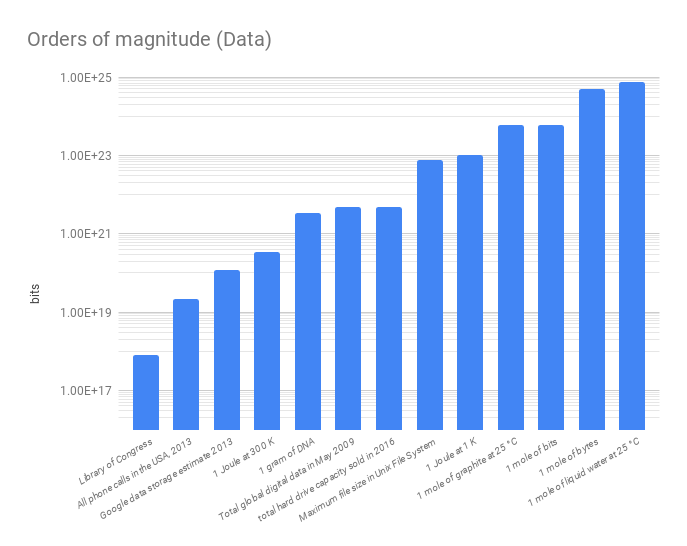 Orders of magnitude (Data)
1.00E+25
1.00E+23
1.00E+21
1.00E+19
1.00E+17
bits
Library of Congress
All phone calls in the USA, 2013
Google data storage estimate 2013
1 Joule at 300 K
1 gram of DNA
Total global digital data in May 2009
total hard drive capacity sold in 2016
Maximum file size in Unix File System
1 Joule at 1 K
1 mole of graphite at 25 °C
1 mole of bits
1 mole of bytes
1 mole of liquid water at 25 °C